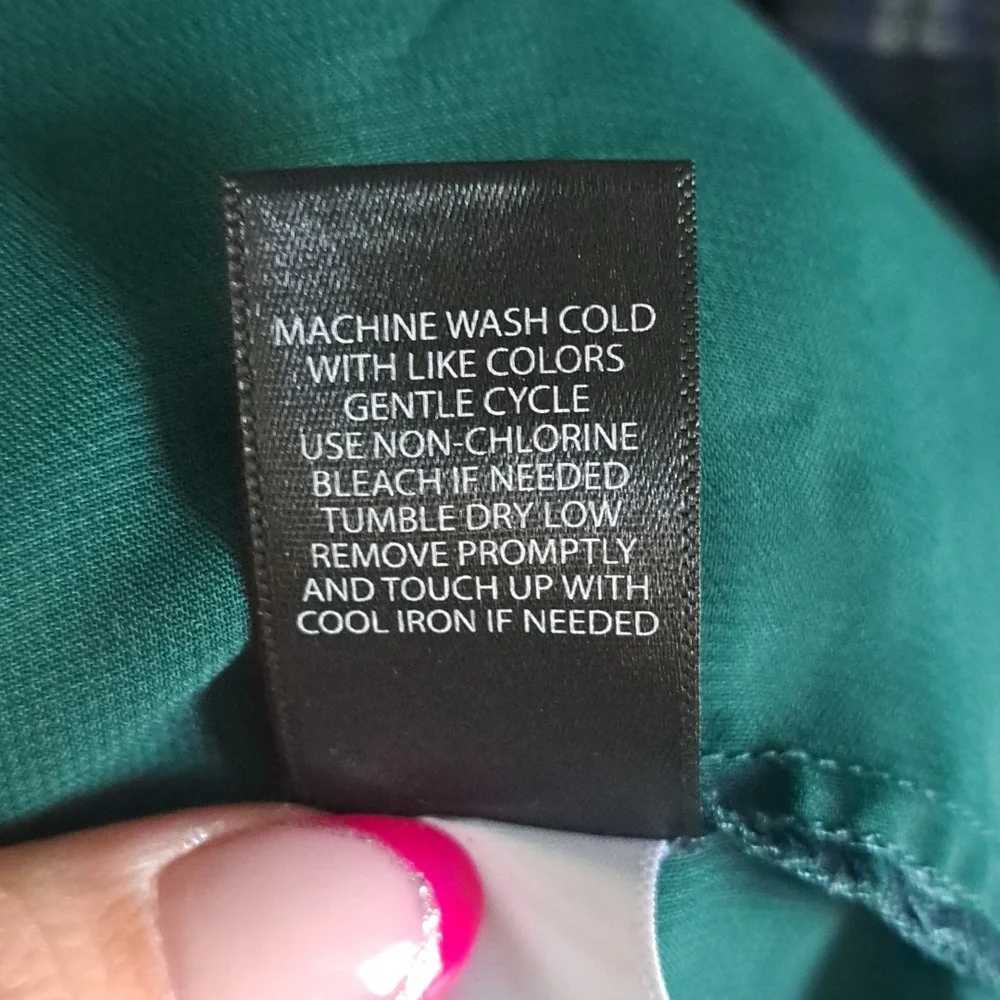 MACHINE WASH COLD
WITH LIKE COLORS
GENTLE CYCLE
USE NON-CHLORINE
BLEACH IF NEEDED
TUMBLE DRY LOW
REMOVE PROMPTLY
AND TOUCH UP WITH
COOL IRON IF NEEDED